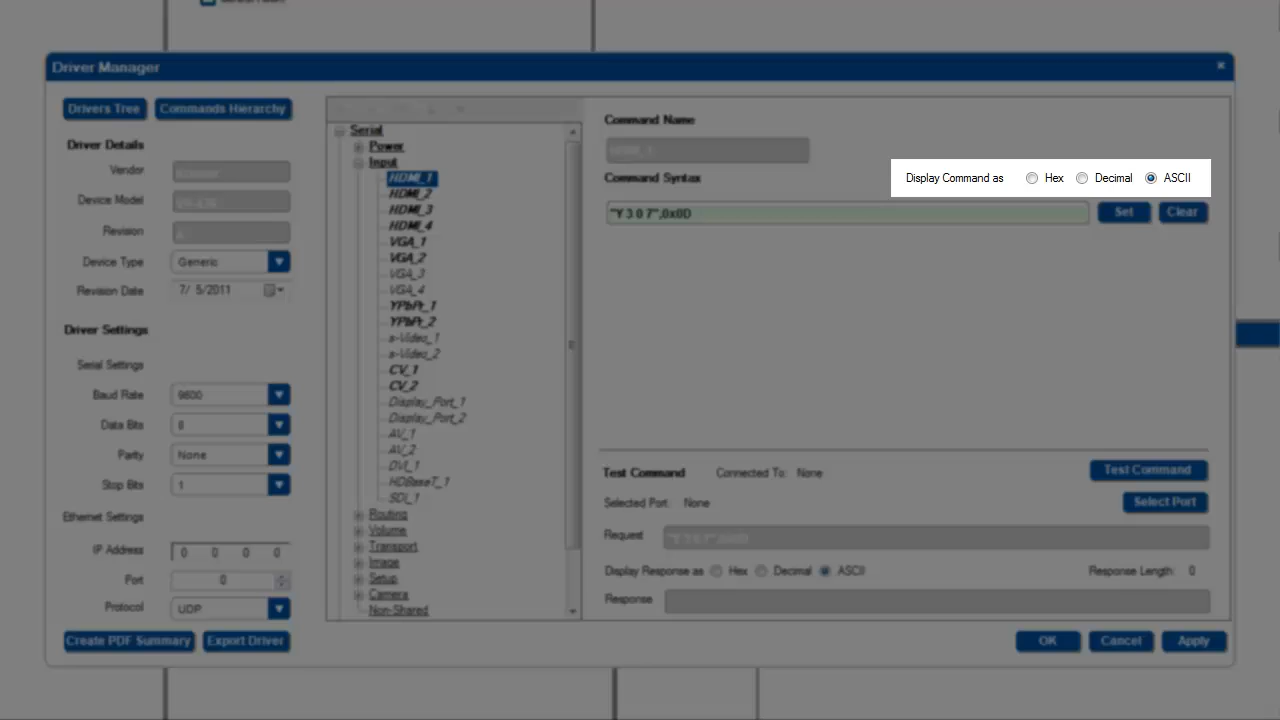 Driver Manager
Drivers Tree Commands Hierarchy
Driver Details
Vendor
Device Model
Revision
Device Type Generic
Revision Date 7/ 5/2011
Driver Settings
Serial Settings
Baud Rate 9600
Data Bits 8
Parity None
Stop Bits 1
Ethernet Settings
IP Address 0 0 0 0
Port 0
Protocol UDP
Create PDF Summary Export Driver
Serial
Power
Input
HDMI_1
HDMI_2
HDMI_3
HDMI_4
VGA_1
VGA_2
VGA_3
VGA_4
YPbPr_1
YPbPr_2
s-Video_1
s-Video_2
CV_1
CV_2
Display_Port_1
Display_Port_2
AV_1
AV_2
DVI_1
HDBaseT_1
SDI_1
Routing
Volume
Transport
Image
Setup
Camera
Non-Shared
Command Name
HDMI_1
Command Syntax
Display Command as Hex Decimal ASCII
"Y 3 0 7",0x0D Set Clear
Test Command Connected To: None Test Command
Selected Port: None Select Port
Request "Y 3 0 7",0x0D
Display Response as Hex Decimal ASCII Response Length: 0
Response
OK Cancel Apply